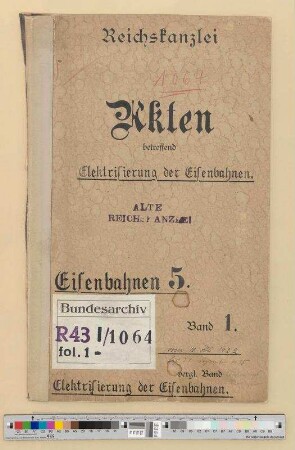 Reichskanzlei
1064
Akten
betreffend
Elektrisierung der Eisenbahnen.
ALTE
REICHSKANZLEI
Eisenbahnen 5.
Bundesarchiv
R43 I/1064
fol. 1-
Band 1.
vergl. Band
Elektrisierung der Eisenbahnen.